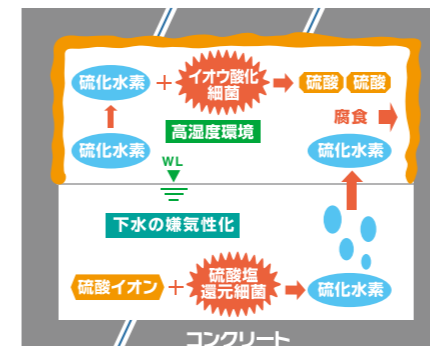 硫化水素 + イオウ酸化細菌 硫酸 硫酸
腐食
高湿度環境
硫化水素 硫化水素
WL
下水の嫌気性化
硫酸イオン + 硫酸塩還元細菌 硫化水素
コンクリート